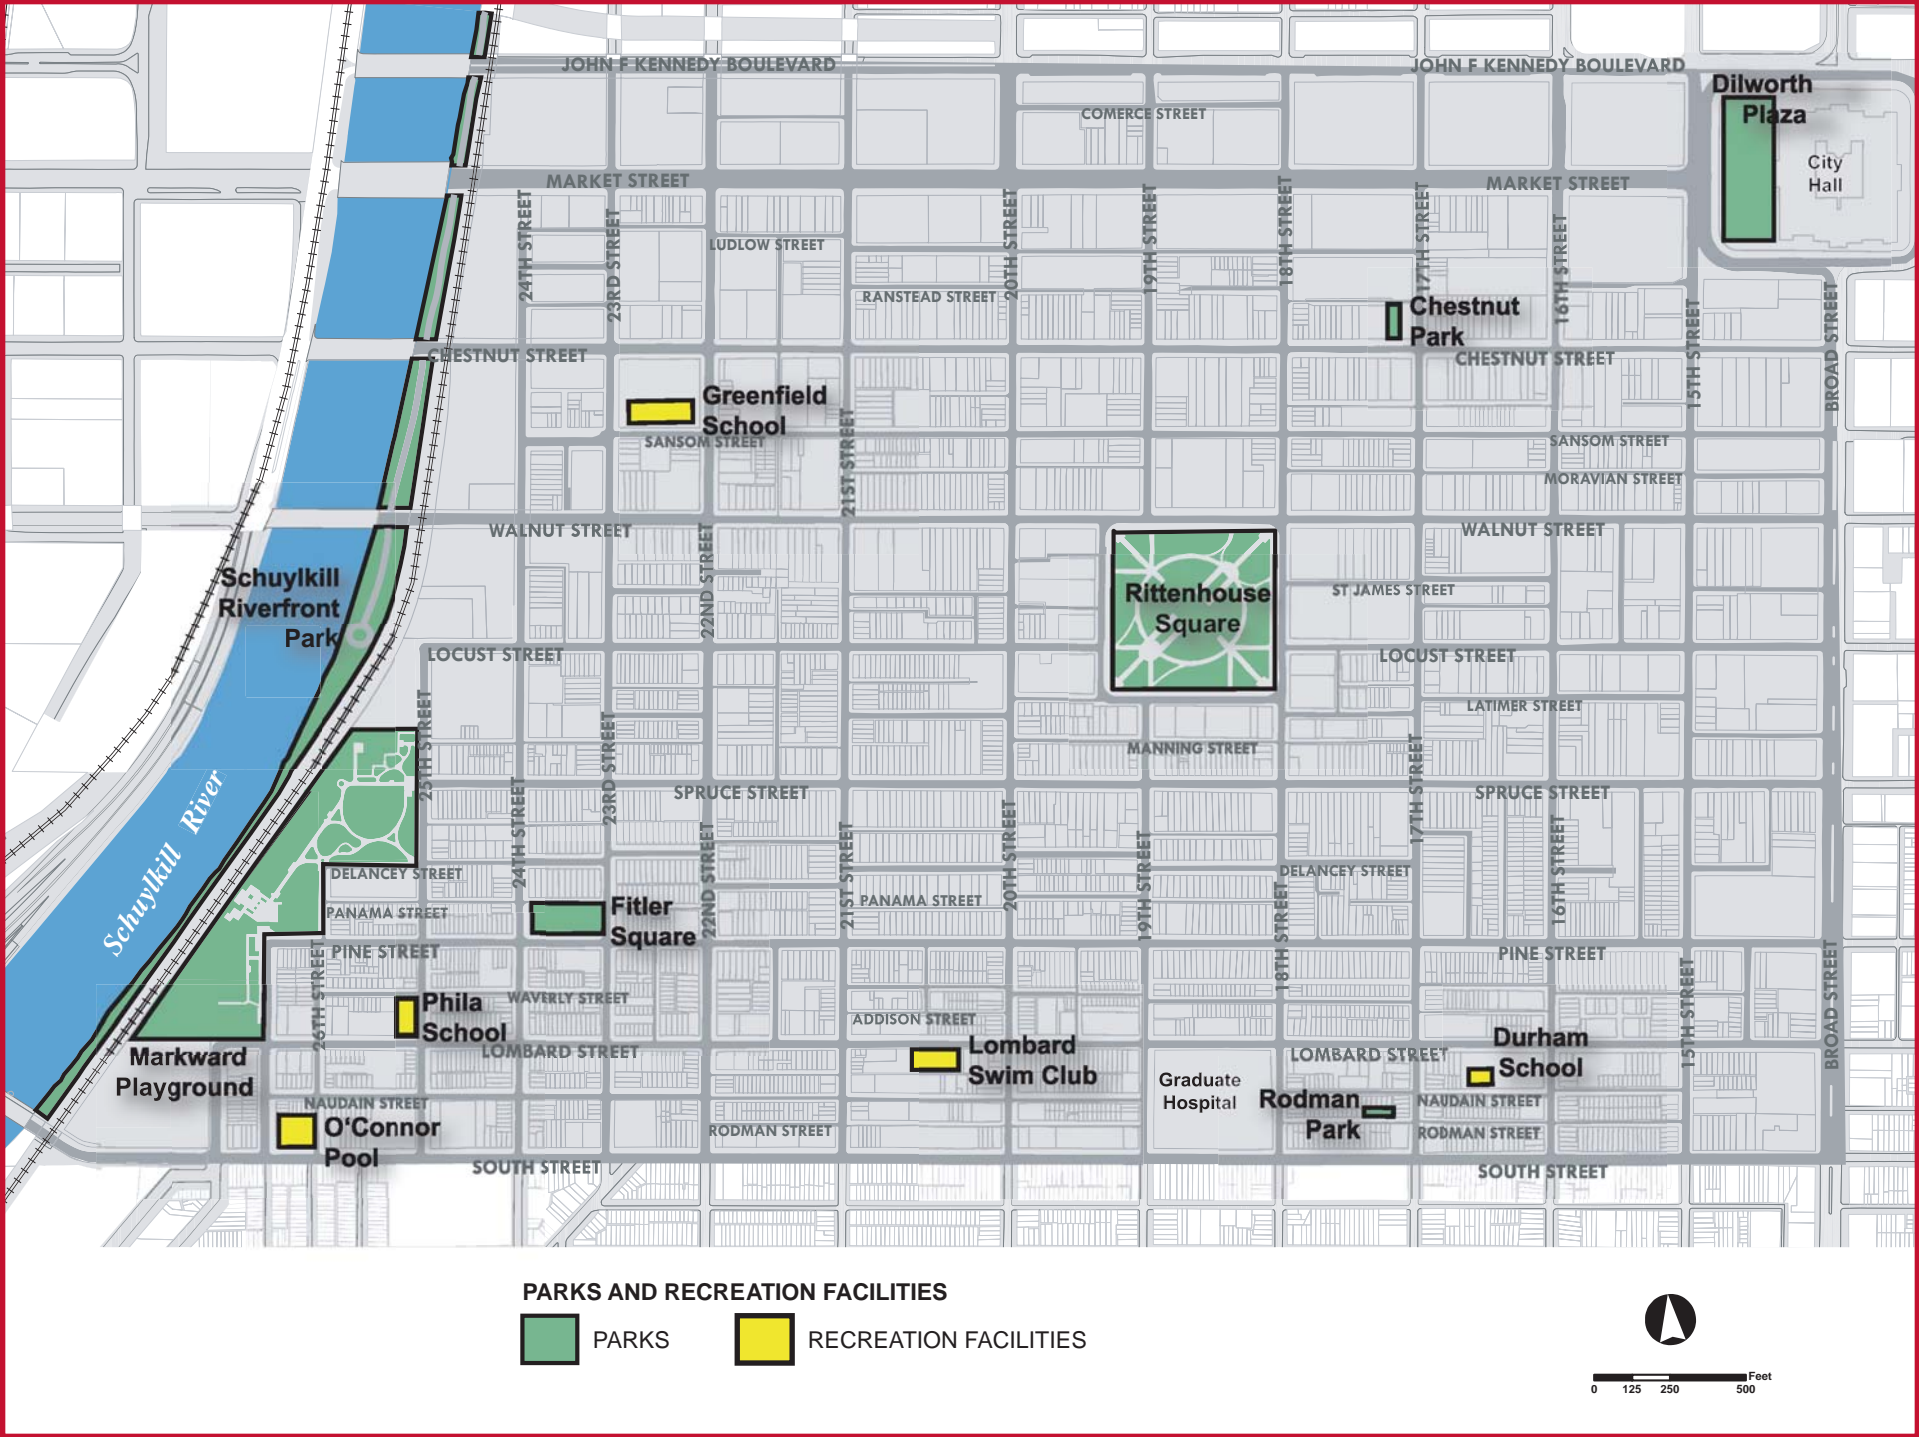 JOHN F KENNEDY BOULEVARD
JOHN F KENNEDY BOULEVARD
Dilworth
Plaza
COMERCE STREET
City
Hall
MARKET STREET
MARKET STREET
24TH STREET
23RD STREET
20TH STREET
19TH STREET
18TH STREET
17TH STREET
16TH STREET
LUDLOW STREET
RANSTEAD STREET
Chestnut
Park
15TH STREET
BROAD STREET
CHESTNUT STREET
CHESTNUT STREET
Greenfield
School
SANSOM STREET
SANSOM STREET
21ST STREET
MORAVIAN STREET
WALNUT STREET
WALNUT STREET
22ND STREET
Schuylkill
Riverfront
Park
Rittenhouse
Square
ST JAMES STREET
LOCUST STREET
LOCUST STREET
25TH STREET
LATIMER STREET
MANNING STREET
23RD STREET
17TH STREET
Schuylkill River
SPRUCE STREET
SPRUCE STREET
24TH STREET
22ND STREET
21ST STREET
20TH STREET
19TH STREET
18TH STREET
16TH STREET
DELANCEY STREET
DELANCEY STREET
PANAMA STREET
PANAMA STREET
Fitler
Square
PINE STREET
PINE STREET
26TH STREET
15TH STREET
BROAD STREET
Phila
School
WAVERLY STREET
ADDISON STREET
Markward
Playground
LOMBARD STREET
Lombard
Swim Club
LOMBARD STREET
Durham
School
Graduate
Hospital
Rodman
Park
NAUDAIN STREET
NAUDAIN STREET
O'Connor
Pool
RODMAN STREET
RODMAN STREET
SOUTH STREET
SOUTH STREET
PARKS AND RECREATION FACILITIES
PARKS
RECREATION FACILITIES
Feet
0 125 250 500